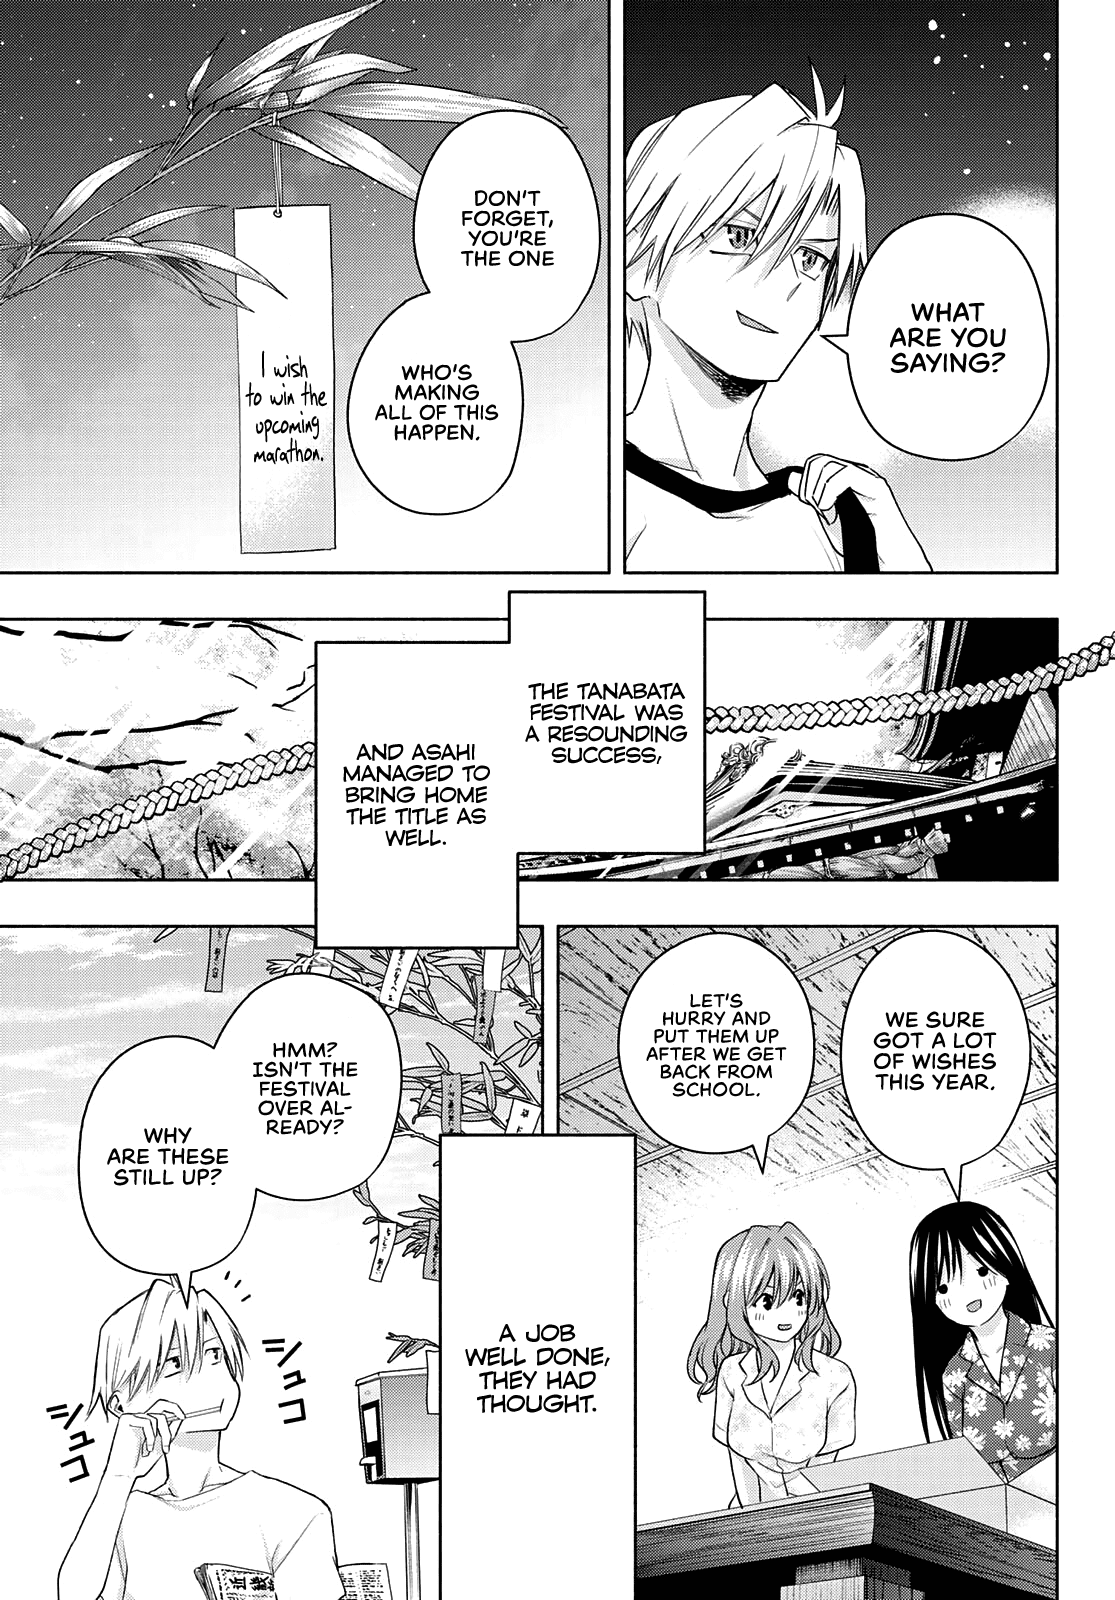 WHAT
ARE YOU
SAYING?
DON'T
FORGET,
YOU'RE
THE ONE
WHO'S
MAKING
ALL OF THIS
HAPPEN.
I wish
to win the
upcoming
marathon.
THE TANABATA
FESTIVAL WAS
A RESOUNDING
SUCCESS,
AND ASAHI
MANAGED TO
BRING HOME
THE TITLE AS
WELL.
WE SURE
GOT A LOT
OF WISHES
THIS YEAR.
LET'S
HURRY AND
PUT THEM UP
AFTER WE GET
BACK FROM
SCHOOL.
A JOB
WELL DONE,
THEY HAD
THOUGHT.
HMM?
ISN'T THE
FESTIVAL
OVER AL-
READY?
WHY
ARE THESE
STILL UP?
シュコ
シュコ
近畿